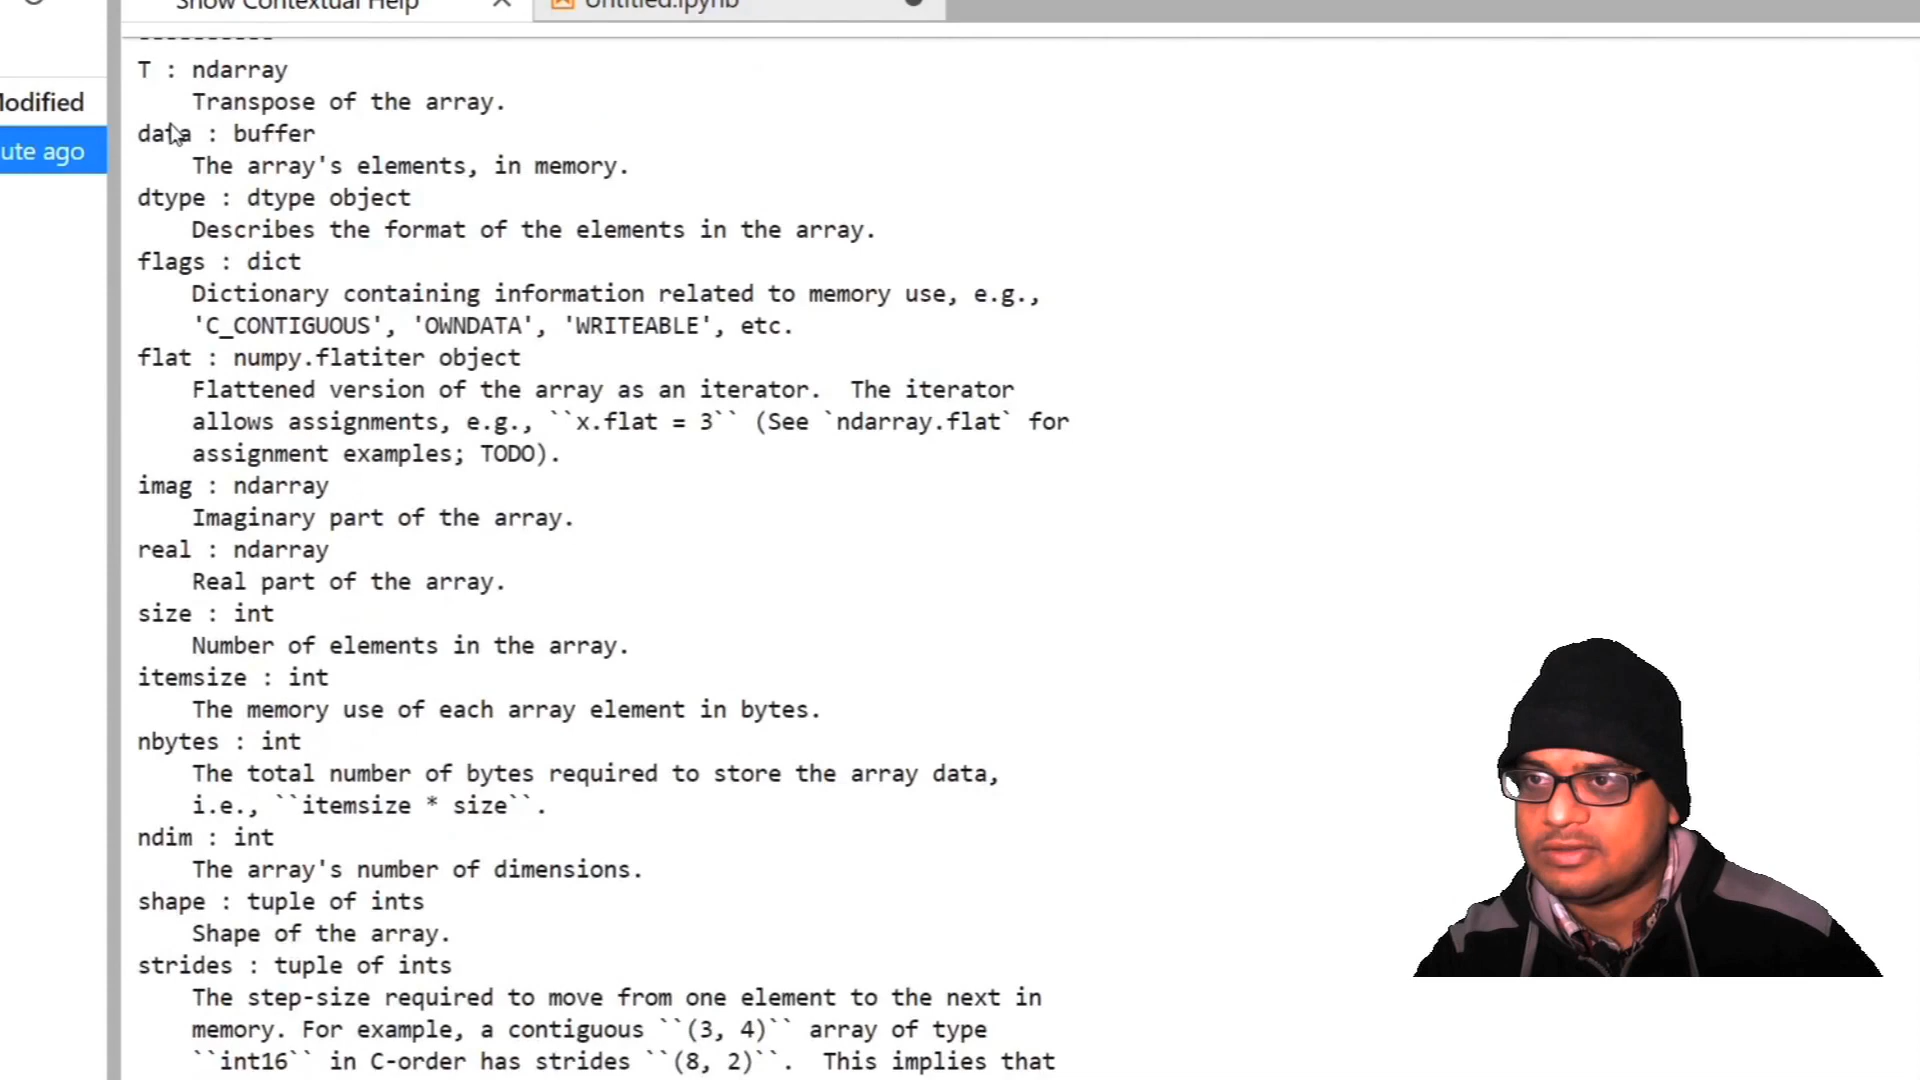 Show Contextual Help
Untitled.ipynb
Modified
ute ago
T : ndarray
Transpose of the array.
data : buffer
The array's elements, in memory.
dtype : dtype object
Describes the format of the elements in the array.
flags : dict
Dictionary containing information related to memory use, e.g.,
'C_CONTIGUOUS', 'OWNDATA', 'WRITEABLE', etc.
flat : numpy.flatiter object
Flattened version of the array as an iterator.  The iterator
allows assignments, e.g., ``x.flat = 3`` (See `ndarray.flat` for
assignment examples; TODO).
imag : ndarray
Imaginary part of the array.
real : ndarray
Real part of the array.
size : int
Number of elements in the array.
itemsize : int
The memory use of each array element in bytes.
nbytes : int
The total number of bytes required to store the array data,
i.e., ``itemsize * size``.
ndim : int
The array's number of dimensions.
shape : tuple of ints
Shape of the array.
strides : tuple of ints
The step-size required to move from one element to the next in
memory. For example, a contiguous ``(3, 4)`` array of type
``int16`` in C-order has strides ``(8, 2)``.  This implies that